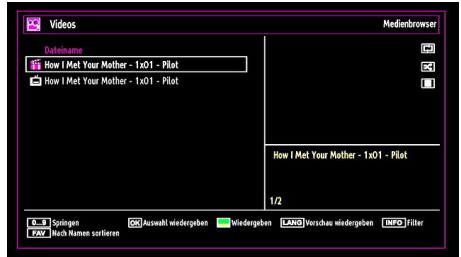 Videos
Medienbrowser
Dateiname
How I Met Your Mother - 1x01 - Pilot
How I Met Your Mother - 1x01 - Pilot
How I Met Your Mother - 1x01 - Pilot
1/2
0...9 Springen
OK Auswahl wiedergeben
Wiedergeben
LANG Vorschau wiedergeben
INFO Filter
FAV Nach Namen sortieren